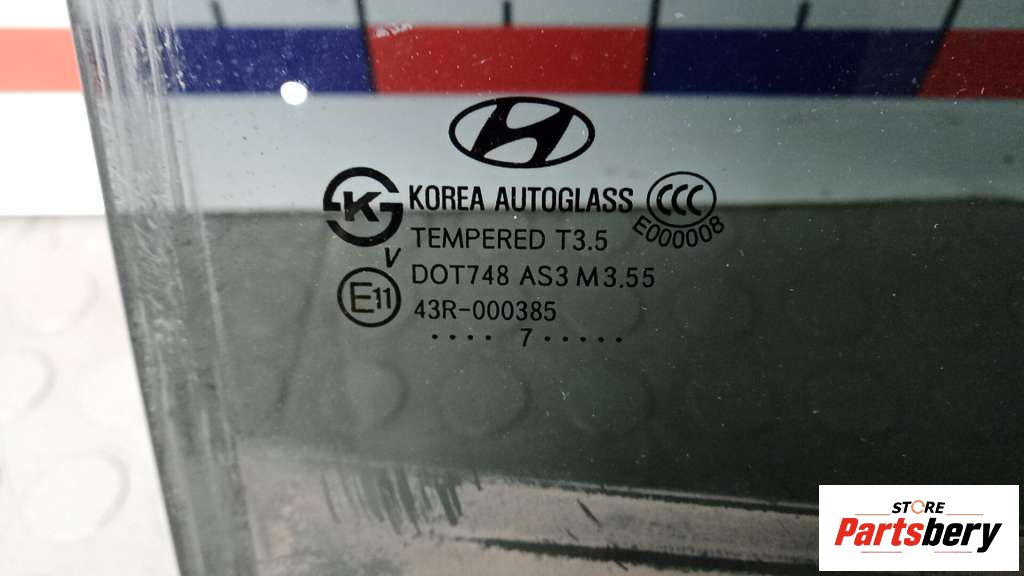 KOREA AUTOGLASS
CCC
E000008
K
TEMPERED T3.5
V
DOT748 AS3 M3.55
E11
43R-000385
.... 7 .....
STORE
Partsbery